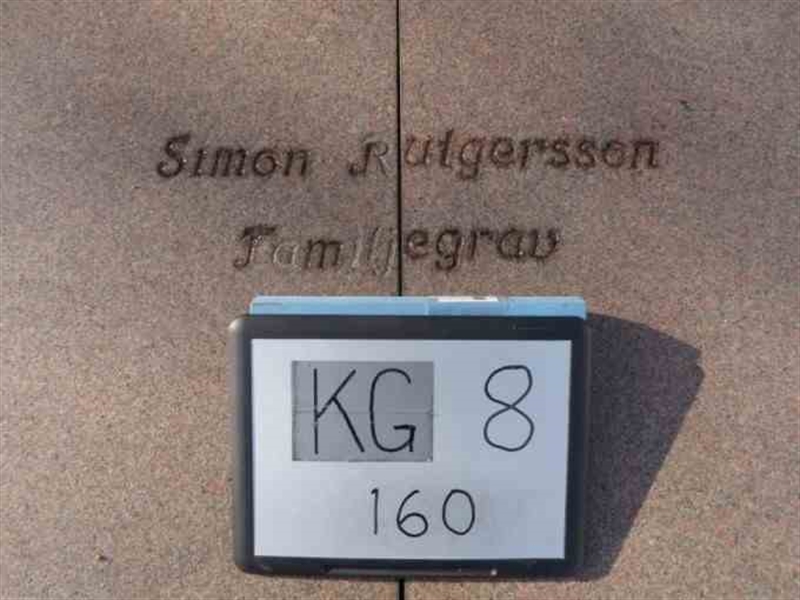 Simon Rutgersson
Familjegrav
KG 8
160